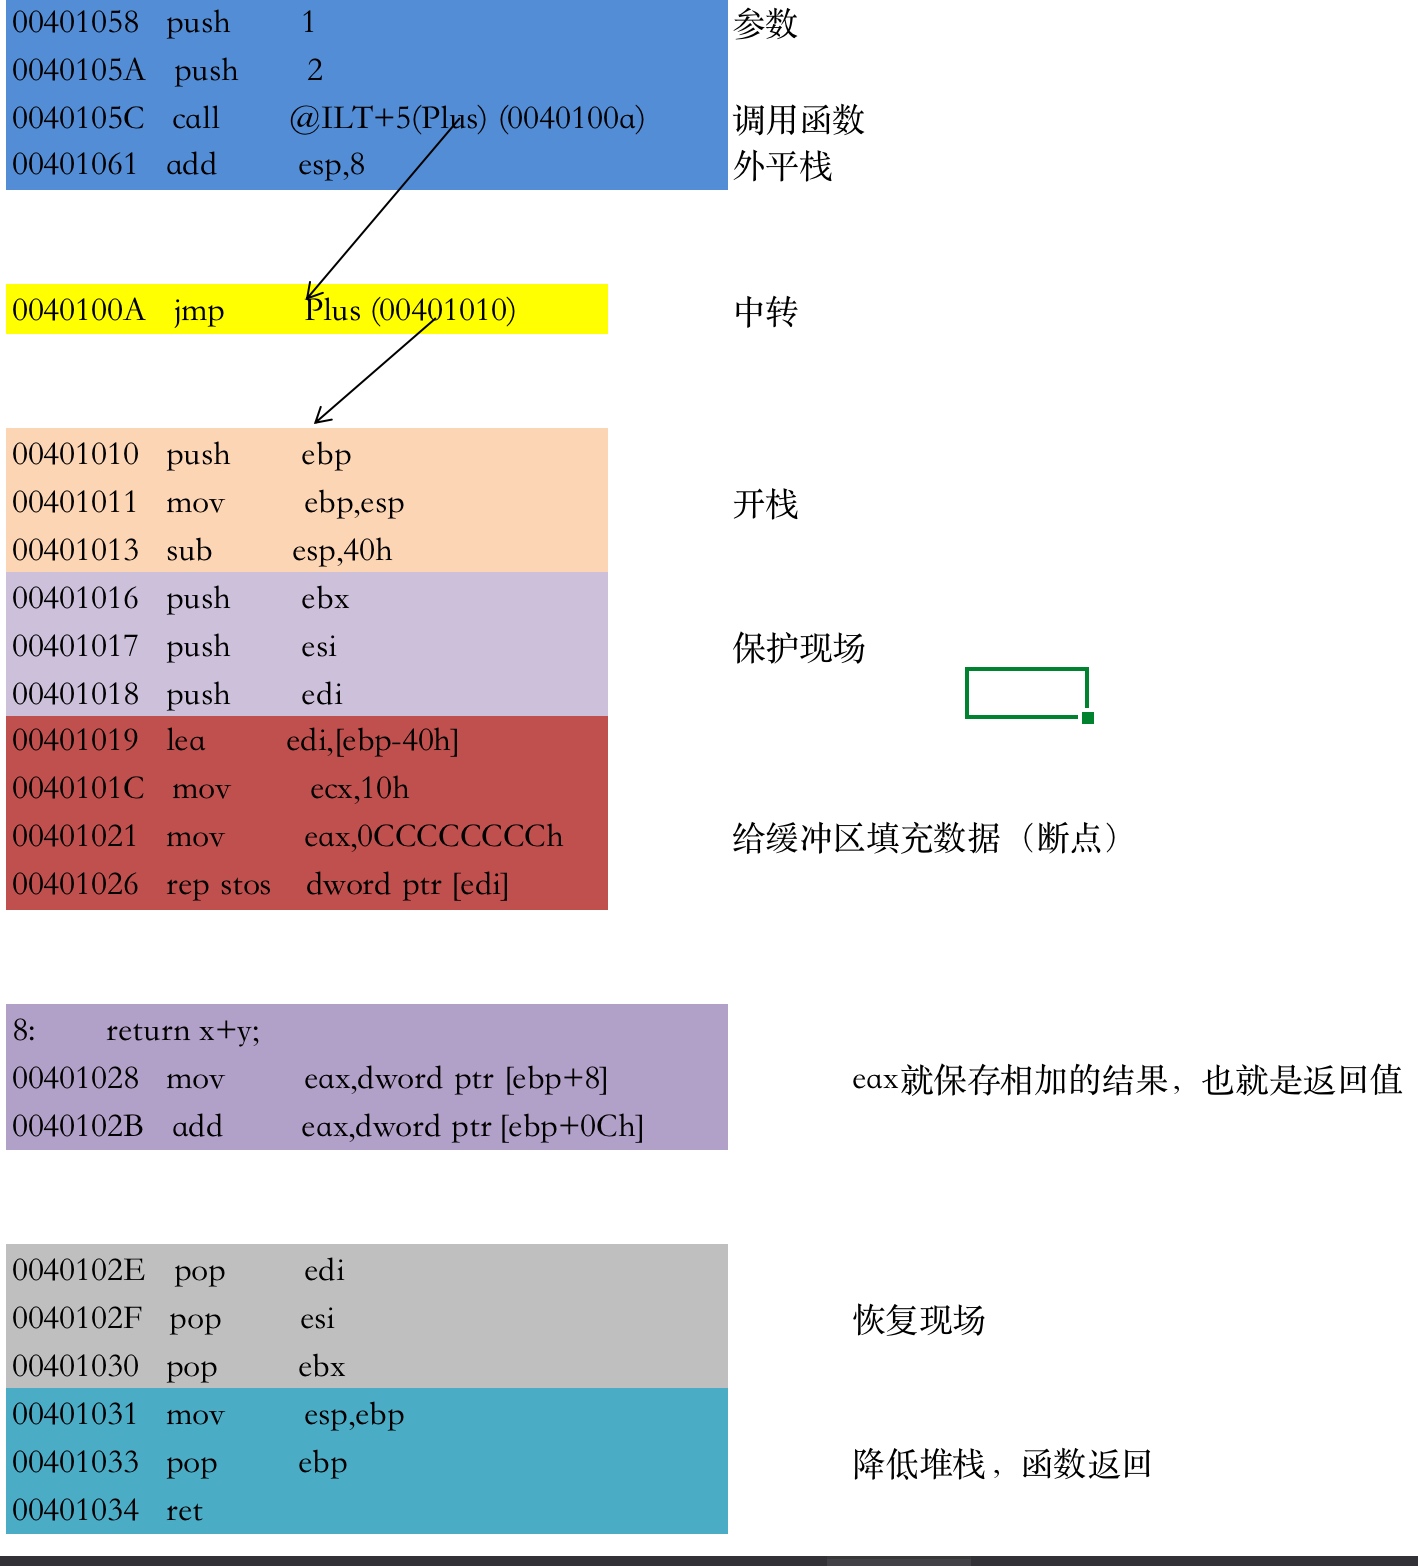 00401058 push 1 参数
0040105A push 2
0040105C call @ILT+5(Plus) (0040100a) 调用函数
00401061 add esp,8 外平栈
0040100A jmp Plus (00401010) 中转
00401010 push ebp
00401011 mov ebp,esp 开栈
00401013 sub esp,40h
00401016 push ebx
00401017 push esi 保护现场
00401018 push edi
00401019 lea edi,[ebp-40h]
0040101C mov ecx,10h
00401021 mov eax,0CCCCCCCCh 给缓冲区填充数据（断点）
00401026 rep stos dword ptr [edi]
8: return x+y;
00401028 mov eax,dword ptr [ebp+8] eax就保存相加的结果，也就是返回值
0040102B add eax,dword ptr [ebp+0Ch]
0040102E pop edi
0040102F pop esi 恢复现场
00401030 pop ebx
00401031 mov esp,ebp
00401033 pop ebp 降低堆栈，函数返回
00401034 ret